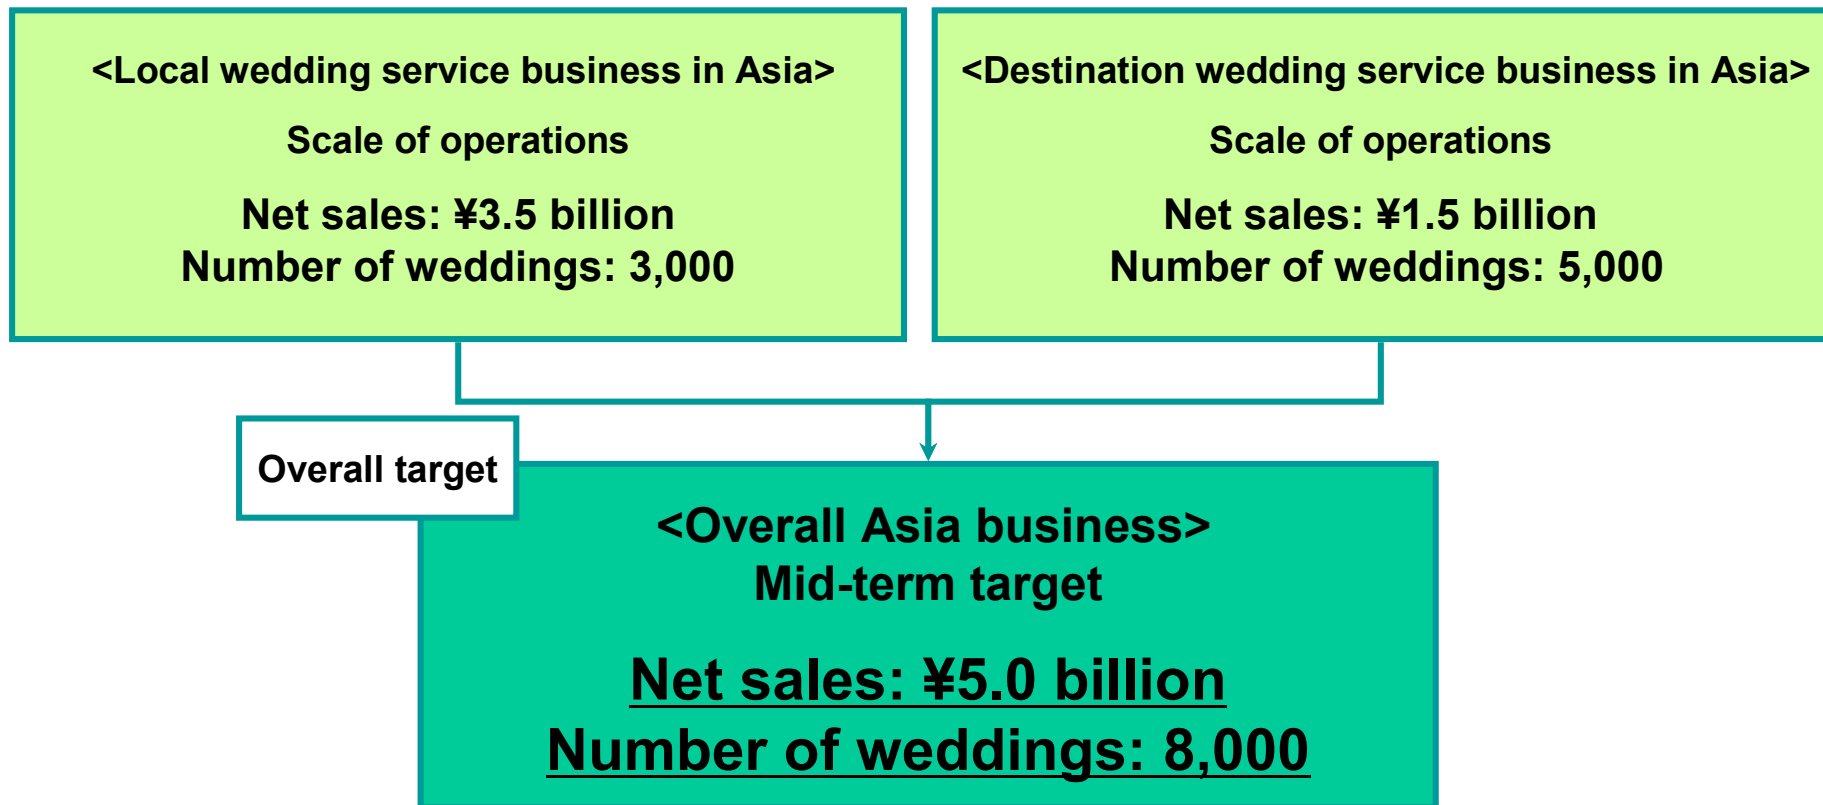 <Local wedding service business in Asia>
Scale of operations
Net sales: ¥3.5 billion
Number of weddings: 3,000
<Destination wedding service business in Asia>
Scale of operations
Net sales: ¥1.5 billion
Number of weddings: 5,000
Overall target
<Overall Asia business>
Mid-term target
Net sales: ¥5.0 billion
Number of weddings: 8,000